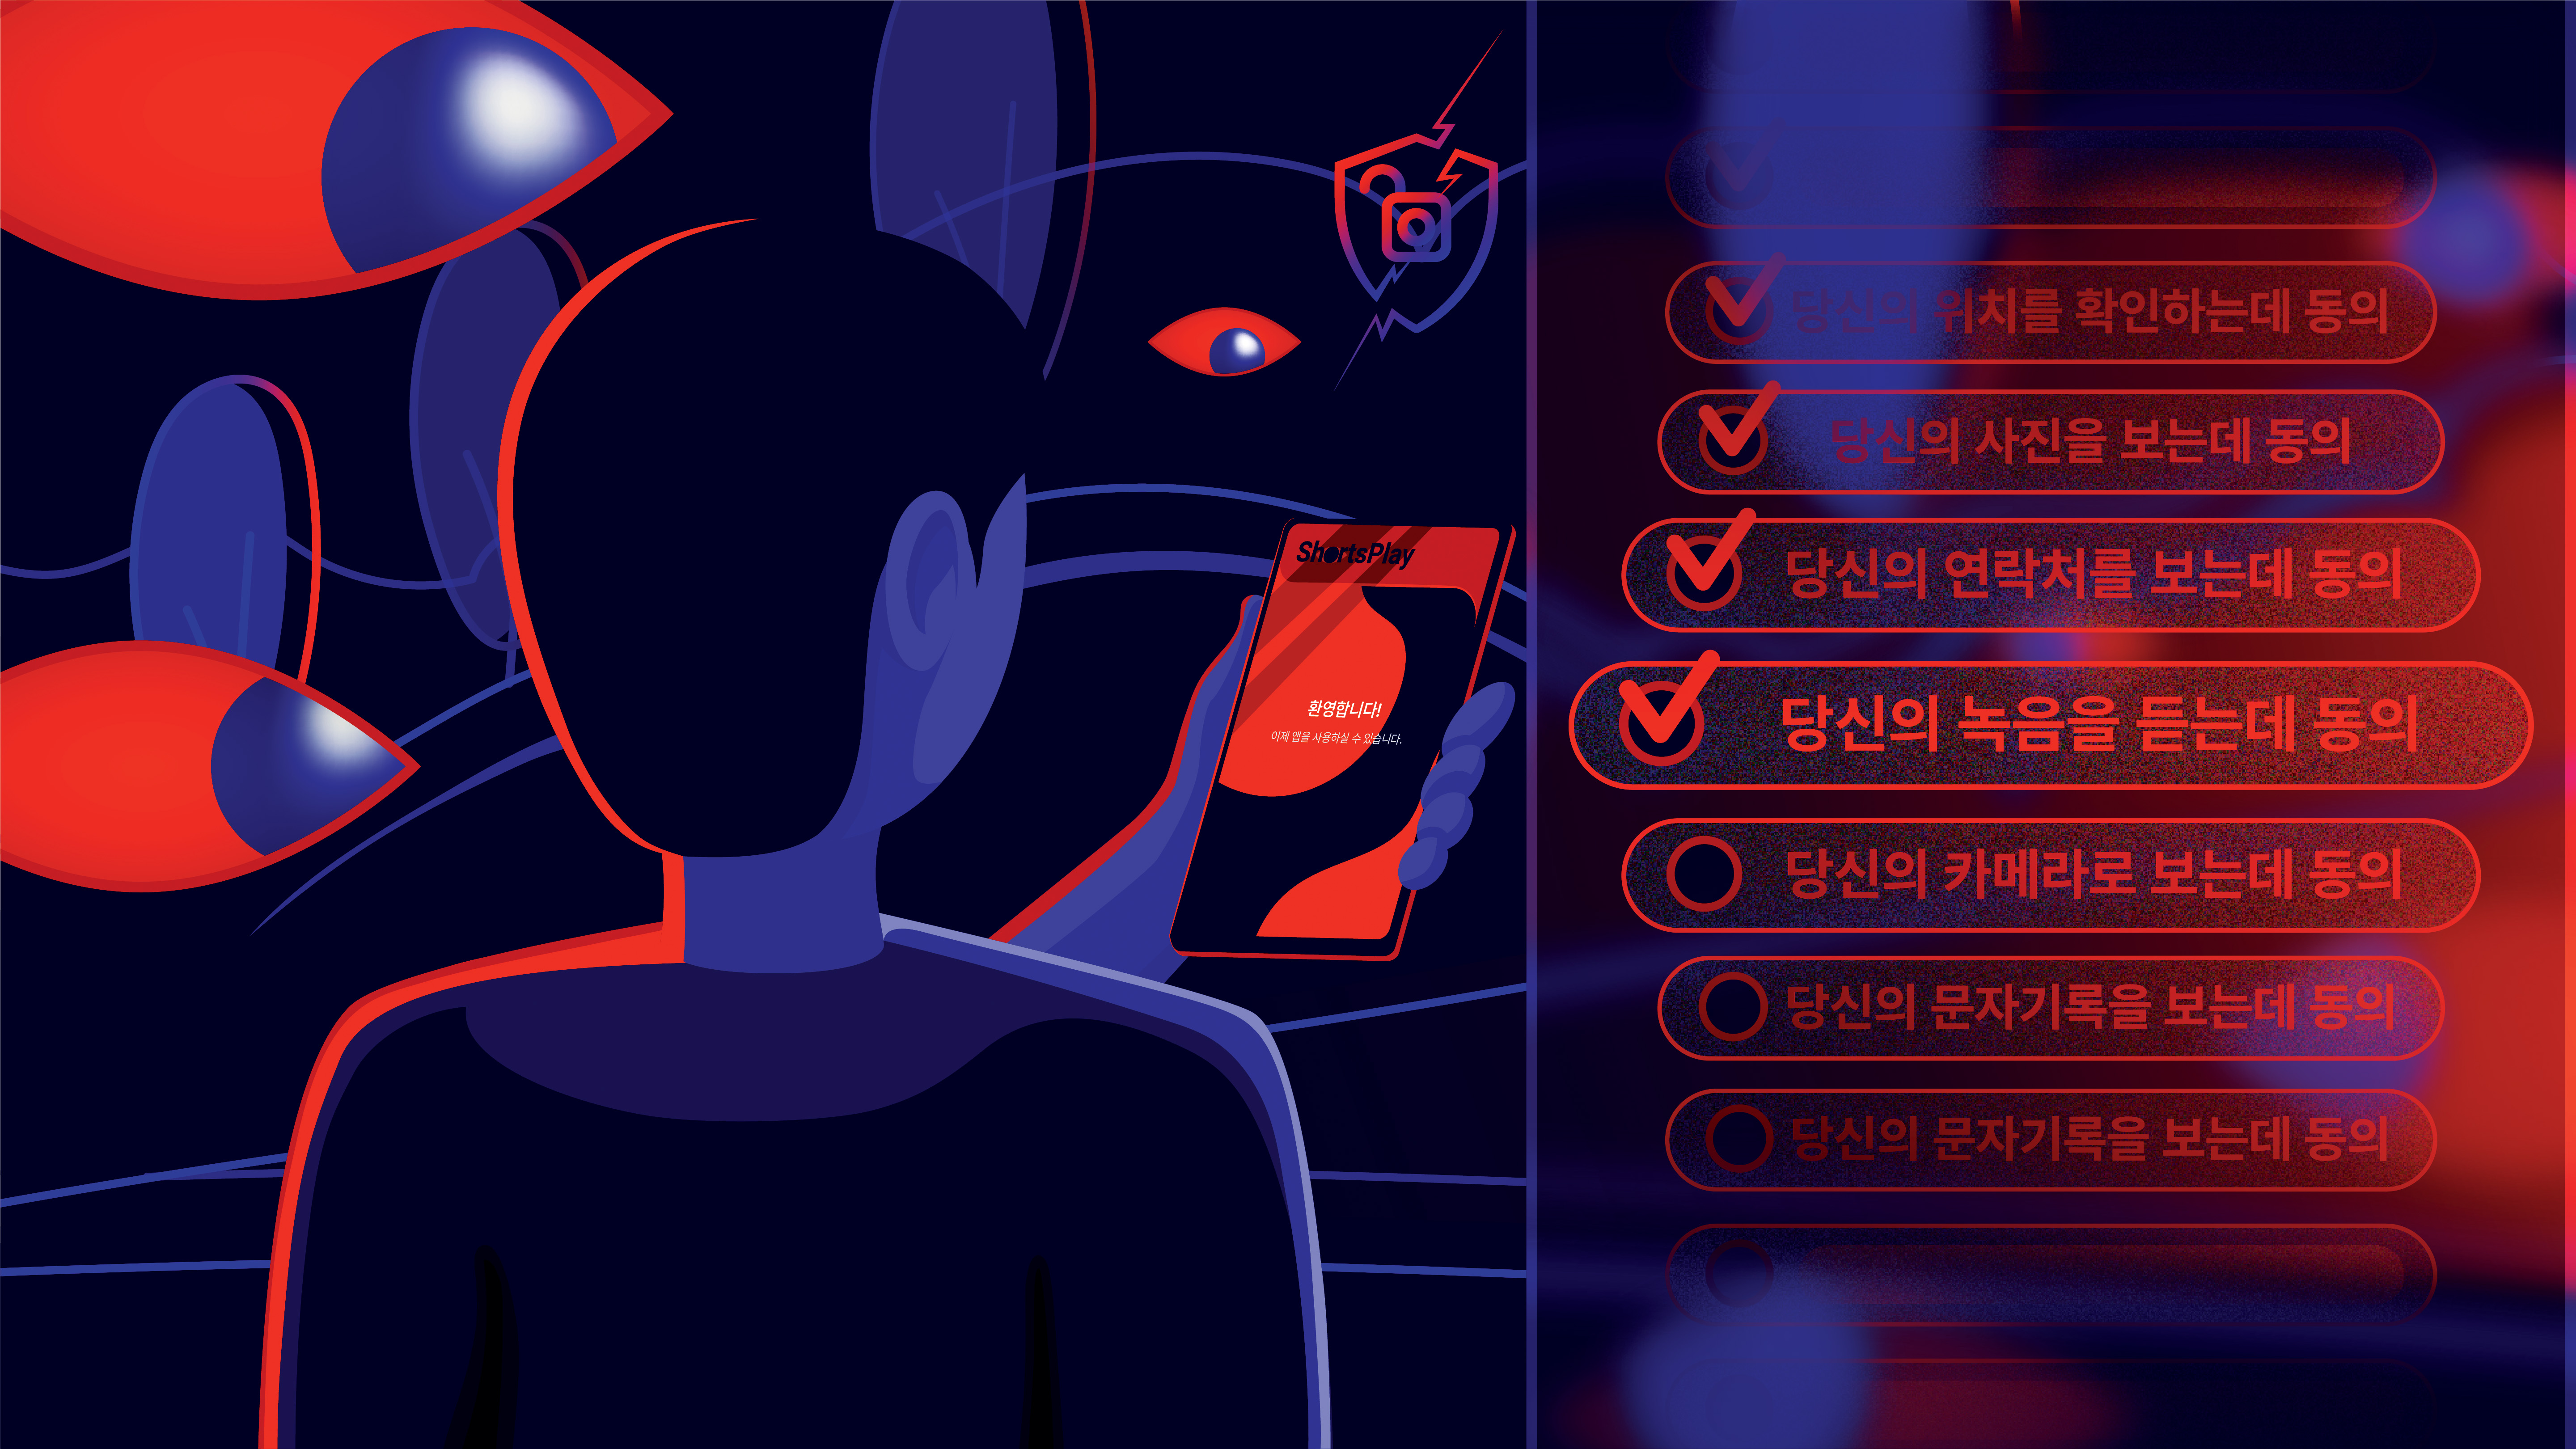 ShortsPlay
환영합니다!
이제 앱을 사용하실 수 있습니다.
당신의 위치를 확인하는데 동의
당신의 사진을 보는데 동의
당신의 연락처를 보는데 동의
당신의 녹음을 듣는데 동의
당신의 카메라로 보는데 동의
당신의 문자기록을 보는데 동의
당신의 문자기록을 보는데 동의